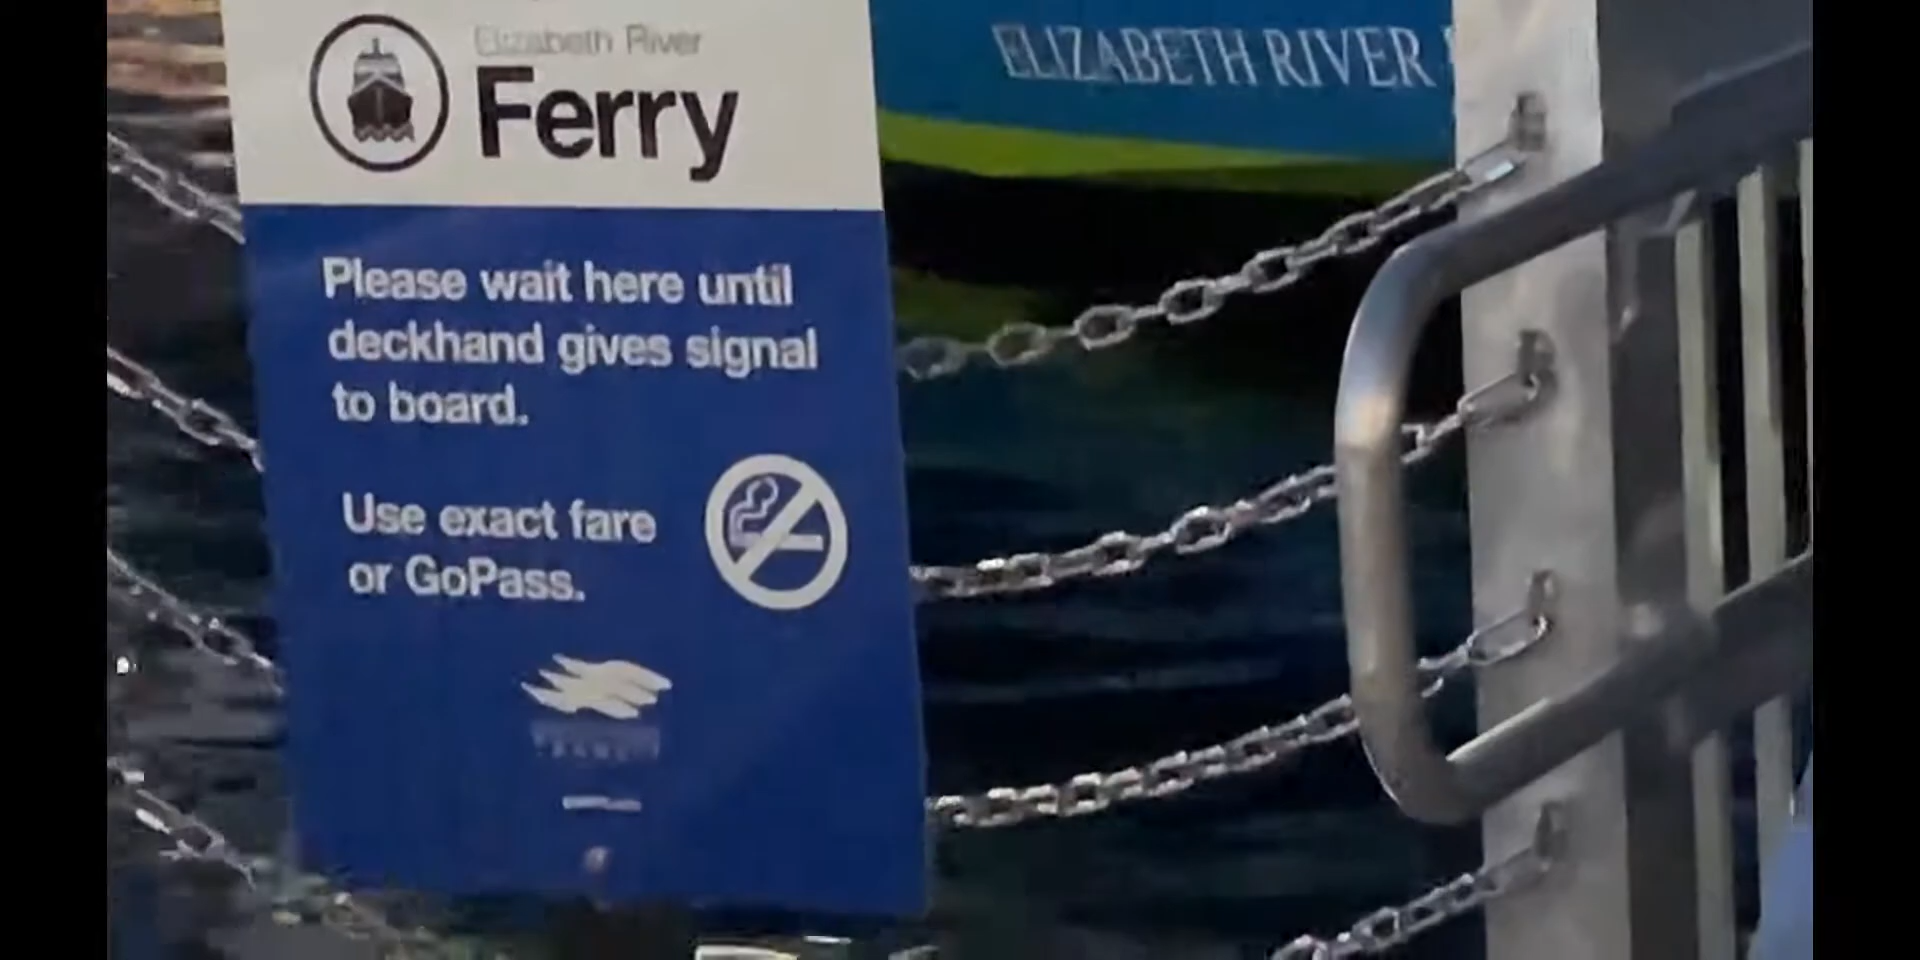 Elizabeth River
Ferry
ELIZABETH RIVER
Please wait here until
deckhand gives signal
to board.
Use exact fare
or GoPass.
TRANSIT